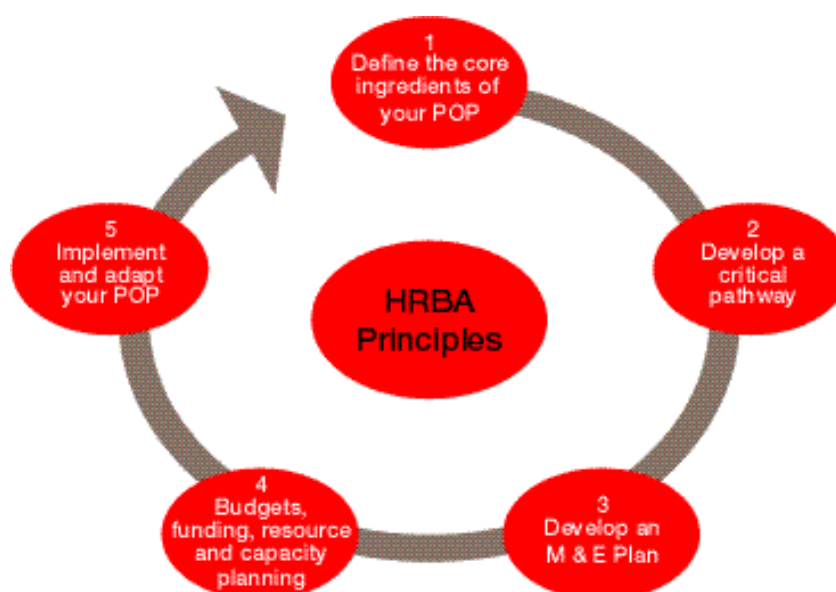 1
Define the core
ingredients of
your POP
2
Develop a
critical
pathway
3
Develop an
M & E Plan
4
Budgets,
funding, resource
and capacity
planning
5
Implement
and adapt
your POP
HRBA
Principles